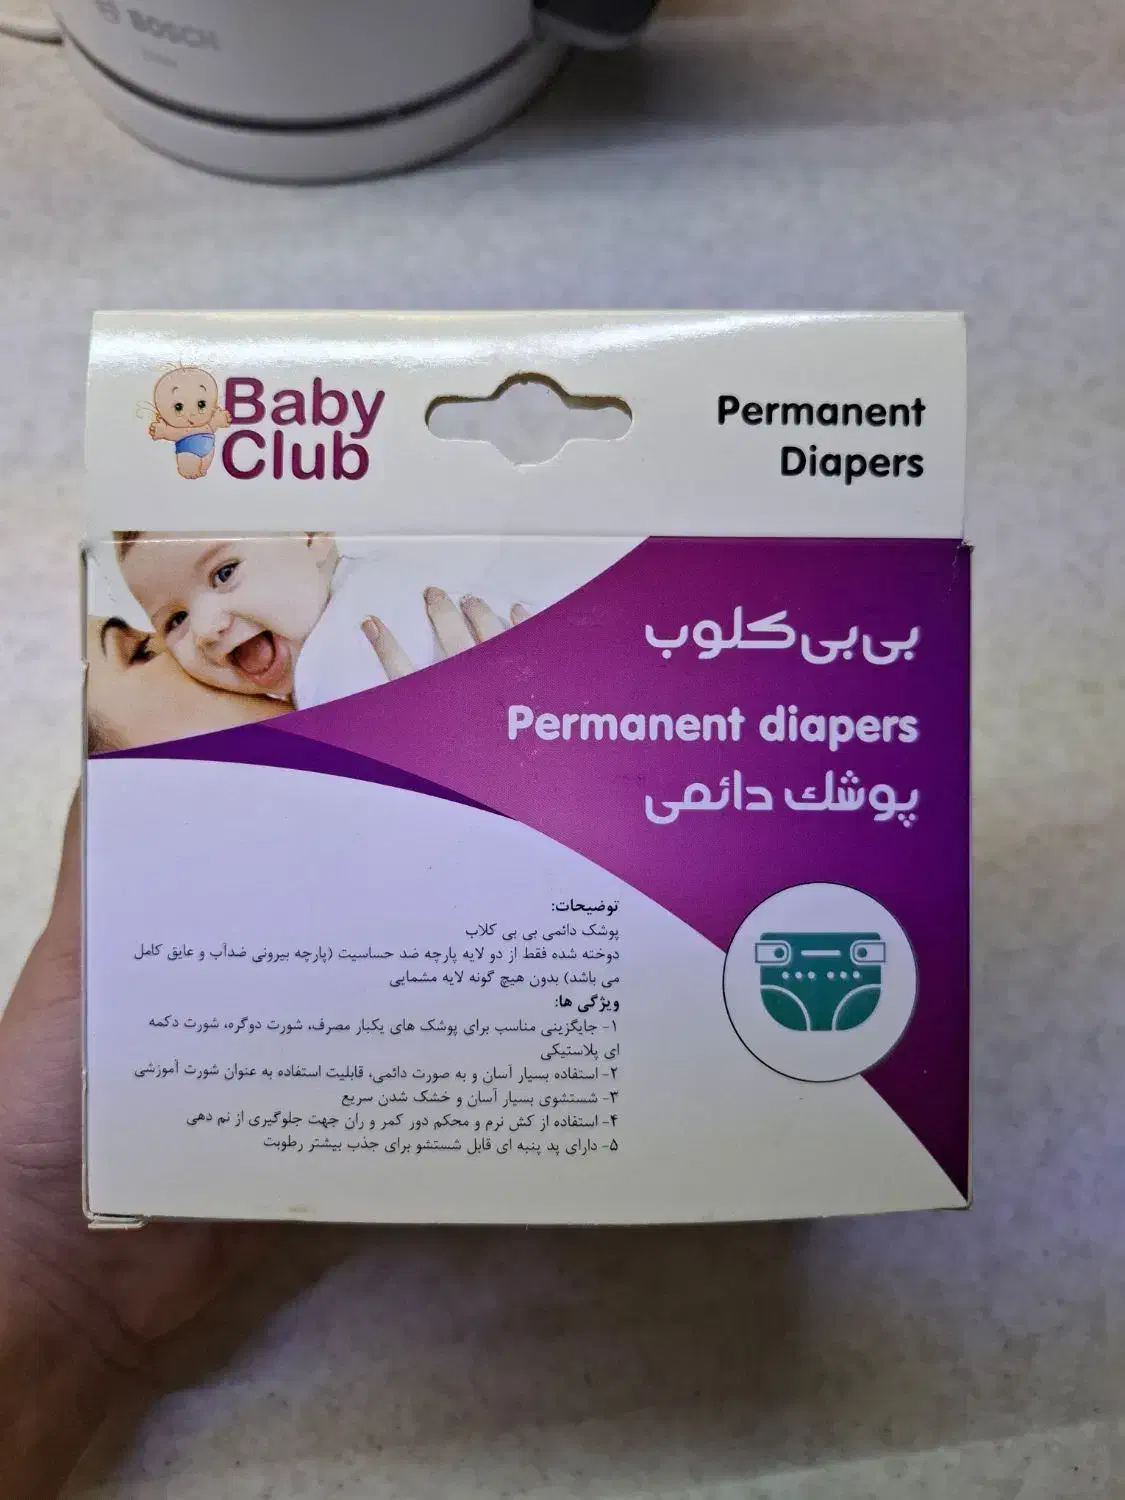 BOSCH
Baby
Club
Permanent
Diapers
بی‌بی‌کلوب
Permanent diapers
پوشک دائمی
توضیحات:
پوشک دائمی بی بی کلاب
دوخته شده فقط از دو لایه پارچه ضد حساسیت (پارچه بیرونی ضدآب و عایق کامل
می باشد) بدون هیچ گونه لایه مشمایی
ویژگی ها:
۱- جایگزینی مناسب برای پوشک های یکبار مصرف، شورت دوگره، شورت دکمه
ای پلاستیکی
۲- استفاده بسیار آسان و به صورت دائمی، قابلیت استفاده به عنوان شورت آموزشی
۳- شستشوی بسیار آسان و خشک شدن سریع
۴- استفاده از کش نرم و محکم دور کمر و ران جهت جلوگیری از نم دهی
۵- دارای پد پنبه ای قابل شستشو برای جذب بیشتر رطوبت